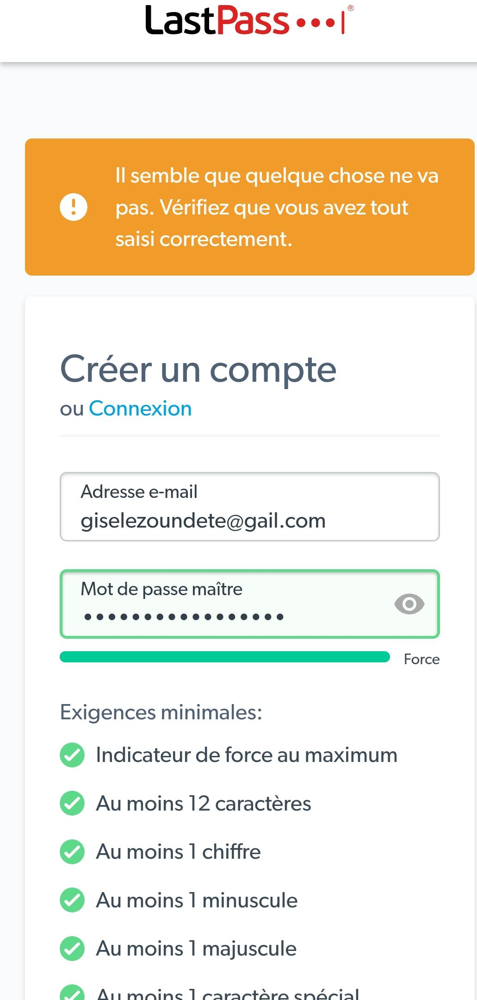 LastPass...|®
Il semble que quelque chose ne va
pas. Vérifiez que vous avez tout
saisi correctement.
Créer un compte
ou Connexion
Adresse e-mail
giselezoundete@gail.com
Mot de passe maître
•••••••••••••••••
Force
Exigences minimales:
Indicateur de force au maximum
Au moins 12 caractères
Au moins 1 chiffre
Au moins 1 minuscule
Au moins 1 majuscule
Au moins 1 caractère spécial